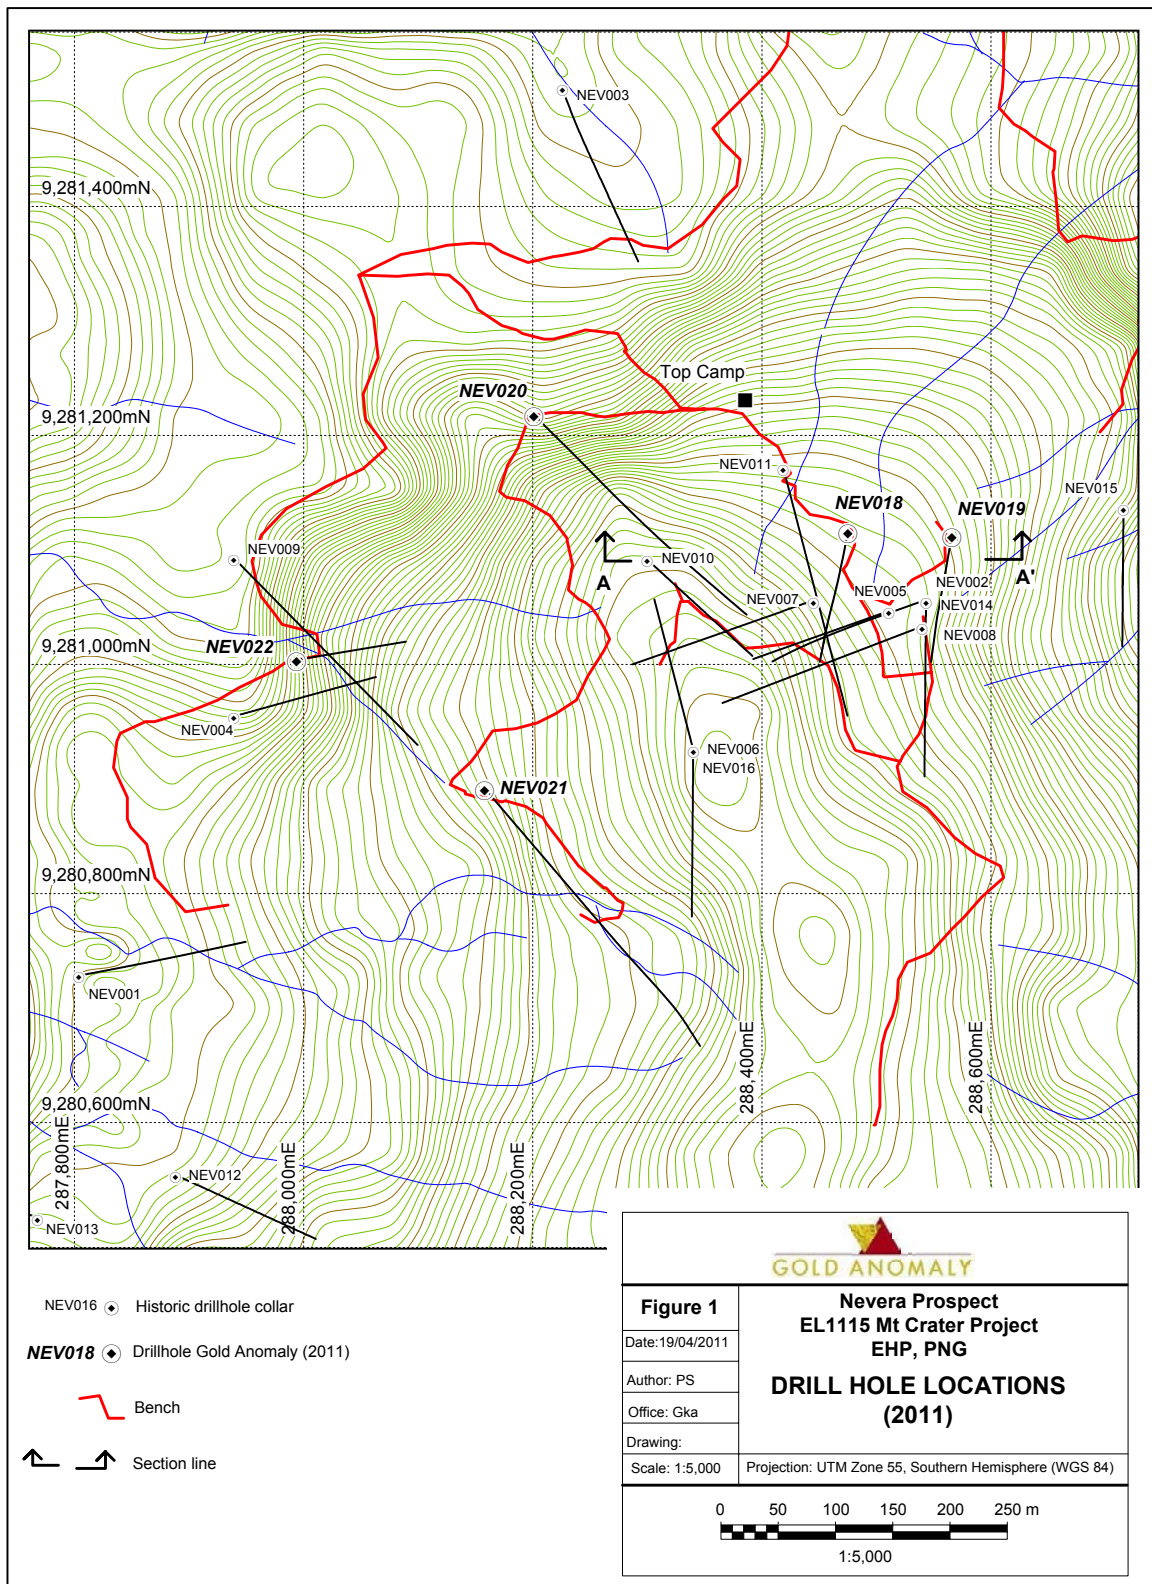 NEV003
9,281,400mN
Top Camp
NEV020
9,281,200mN
NEV011
NEV018
NEV015
NEV019
NEV009
NEV010
A
A'
NEV002
NEV007
NEV005
NEV014
NEV008
9,281,000mN
NEV022
NEV004
NEV006
NEV016
NEV021
9,280,800mN
NEV001
288,400mE
288,600mE
9,280,600mN
287,800mE
288,000mE
288,200mE
NEV012
NEV013
GOLD ANOMALY
NEV016 Historic drillhole collar
NEV018 Drillhole Gold Anomaly (2011)
Bench
Section line
Figure 1
Date:19/04/2011
Author: PS
Office: Gka
Drawing:
Scale: 1:5,000
Nevera Prospect
EL1115 Mt Crater Project
EHP, PNG
DRILL HOLE LOCATIONS
(2011)
Projection: UTM Zone 55, Southern Hemisphere (WGS 84)
0 50 100 150 200 250 m
1:5,000